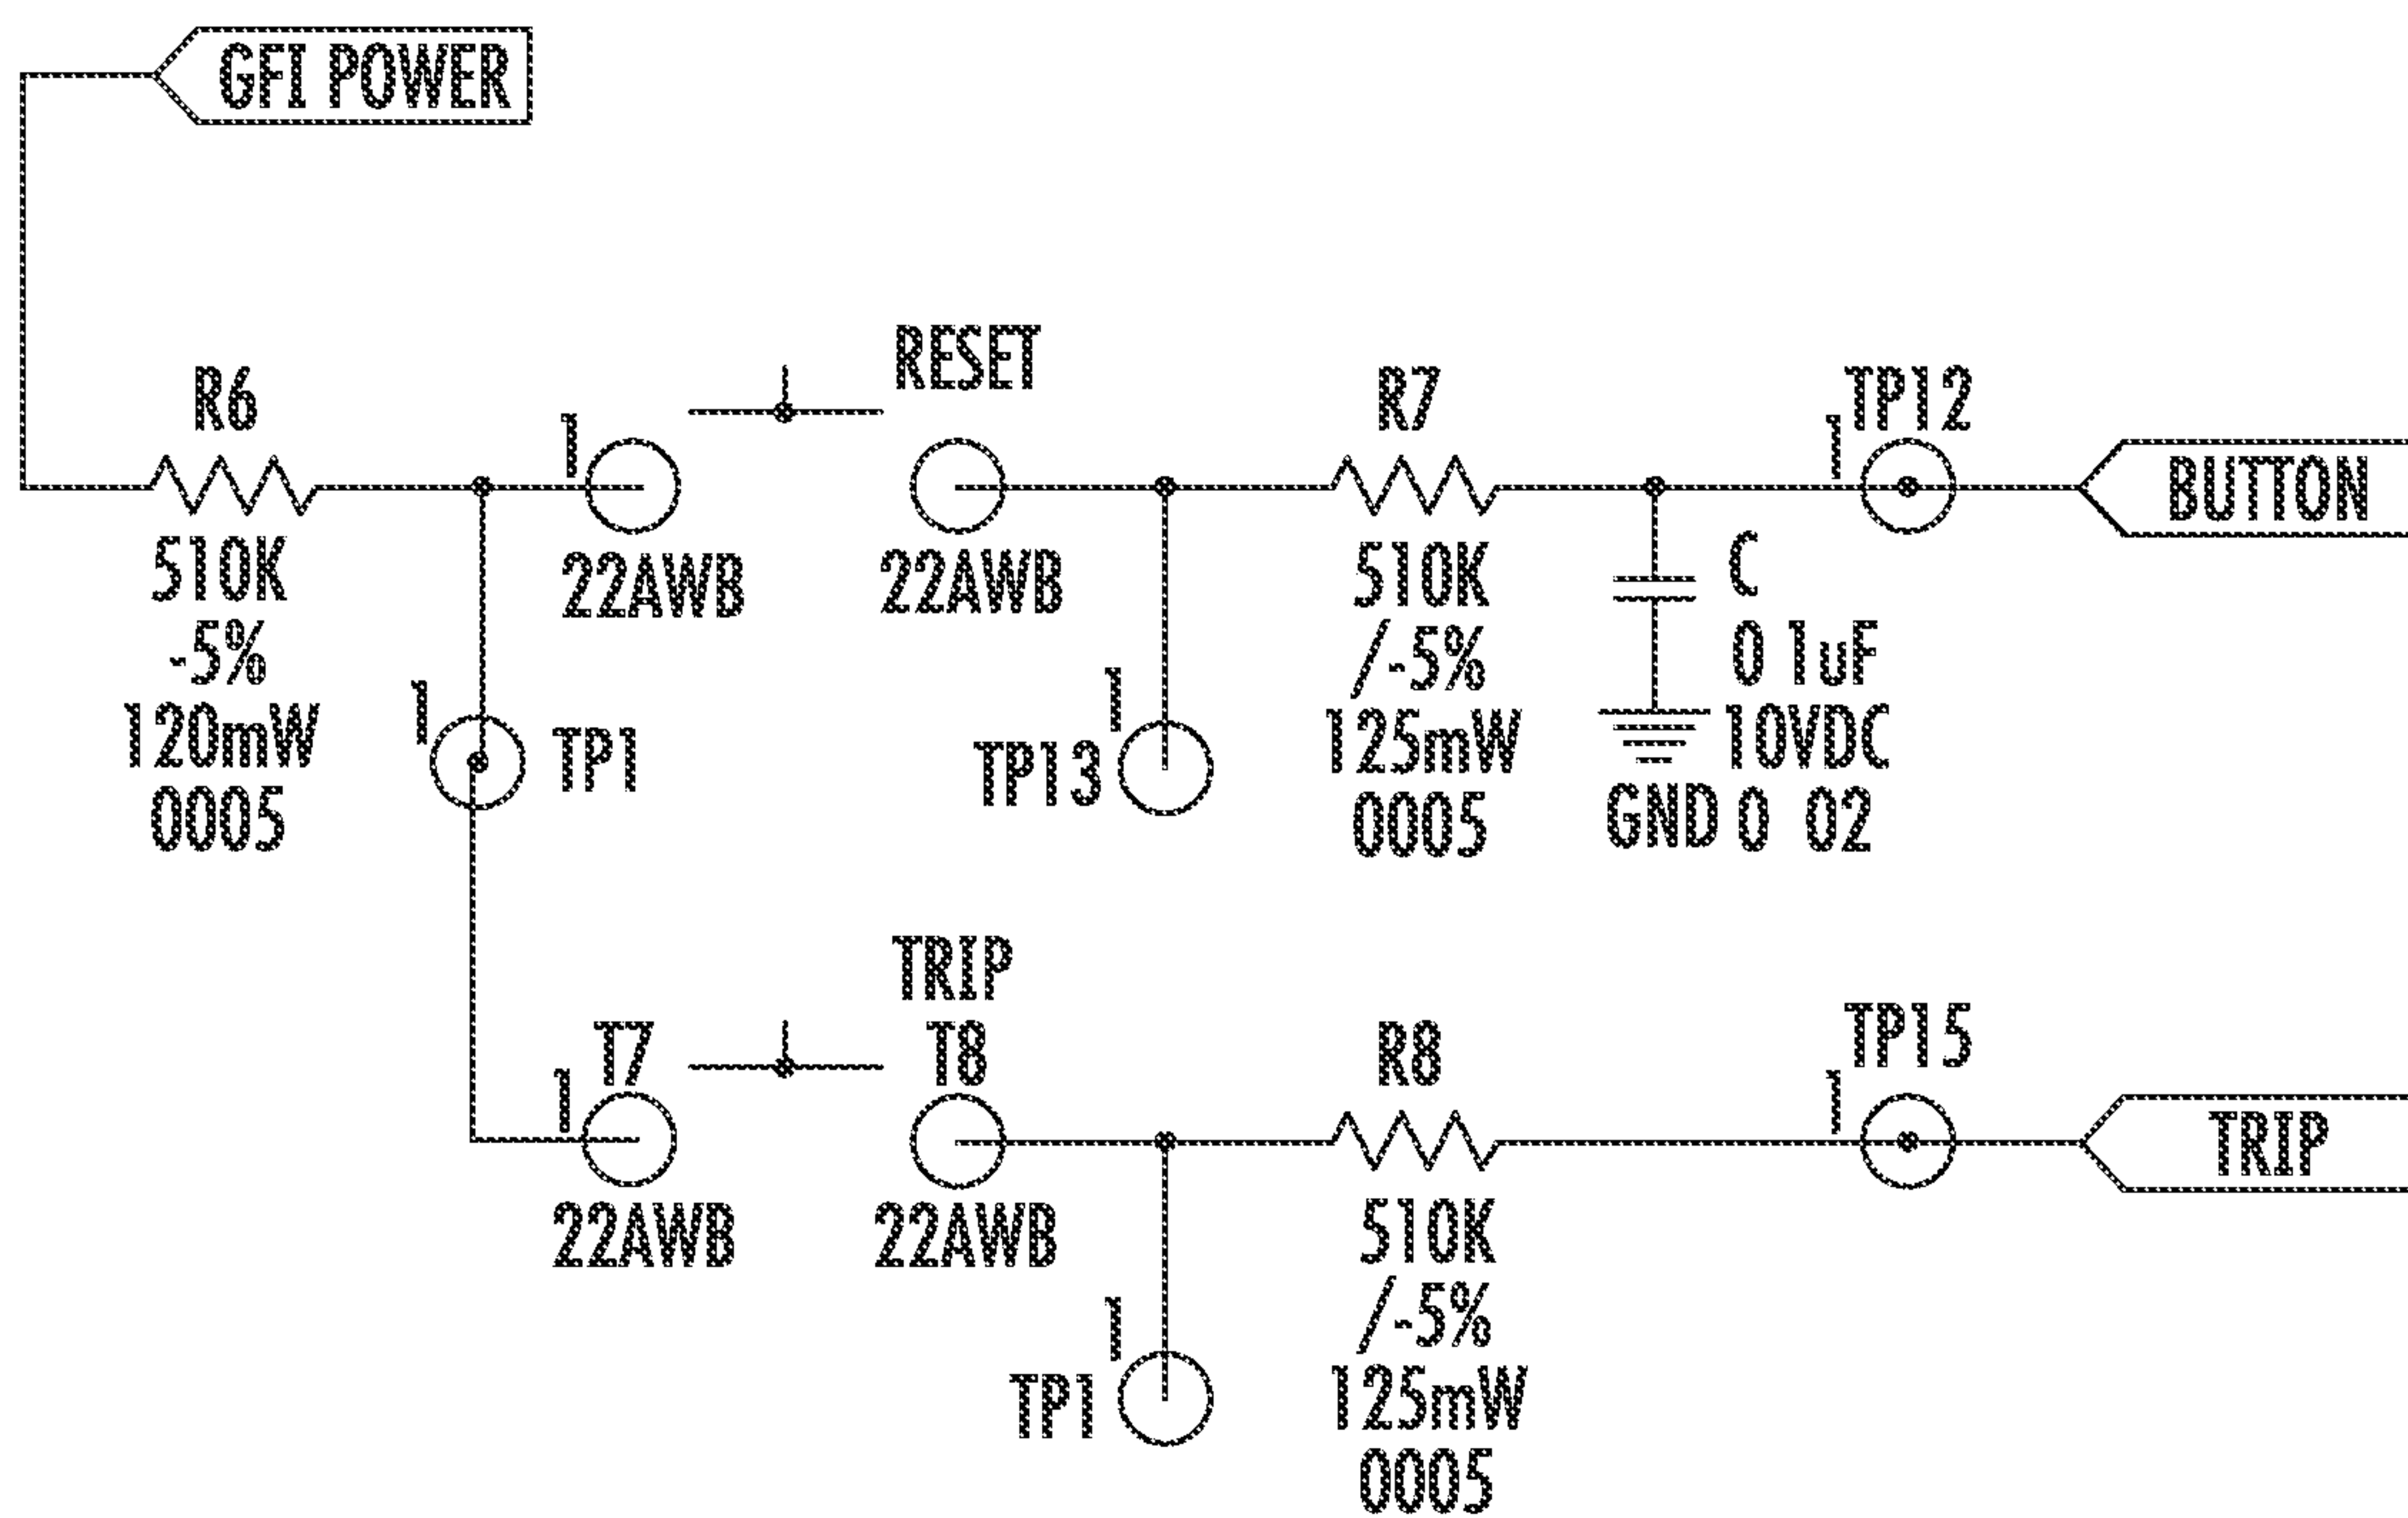 GFI POWER
R6
510K
-5%
120mW
0005
1
22AWB
RESET
22AWB
1
TP1
1
TP13
R7
510K
/-5%
125mW
0005
C
0 1uF
10VDC
0 02
GND
1
TP12
BUTTON
TRIP
1
T7
22AWB
T8
22AWB
1
TP1
R8
510K
/-5%
125mW
0005
1
TP15
TRIP